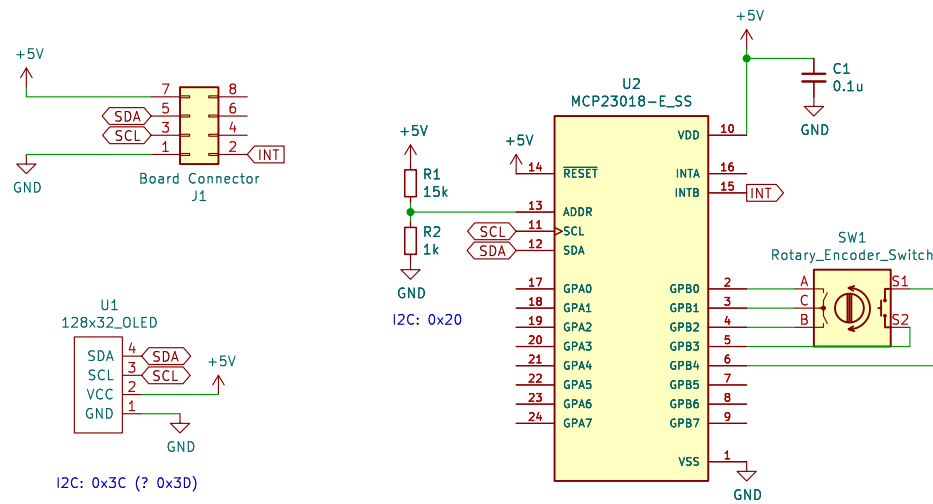 +5V
7
8
SDA
5
6
SCL
3
4
1
2
INT
GND
Board Connector
J1
U1
128x32_OLED
SDA
4
SDA
SCL
3
SCL
VCC
2
+5V
GND
1
GND
I2C: 0x3C (? 0x3D)
+5V
R1
15k
R2
1k
GND
I2C: 0x20
U2
MCP23018-E_SS
+5V
14
RESET
13
ADDR
SCL
11
SCL
SDA
12
SDA
17
GPA0
18
GPA1
19
GPA2
20
GPA3
21
GPA4
22
GPA5
23
GPA6
24
GPA7
+5V
C1
0.1u
GND
VDD
10
INTA
16
INTB
15
INT
GPB0
2
GPB1
3
GPB2
4
GPB3
5
GPB4
6
GPB5
7
GPB6
8
GPB7
9
VSS
1
GND
SW1
Rotary_Encoder_Switch
A
C
B
S1
S2